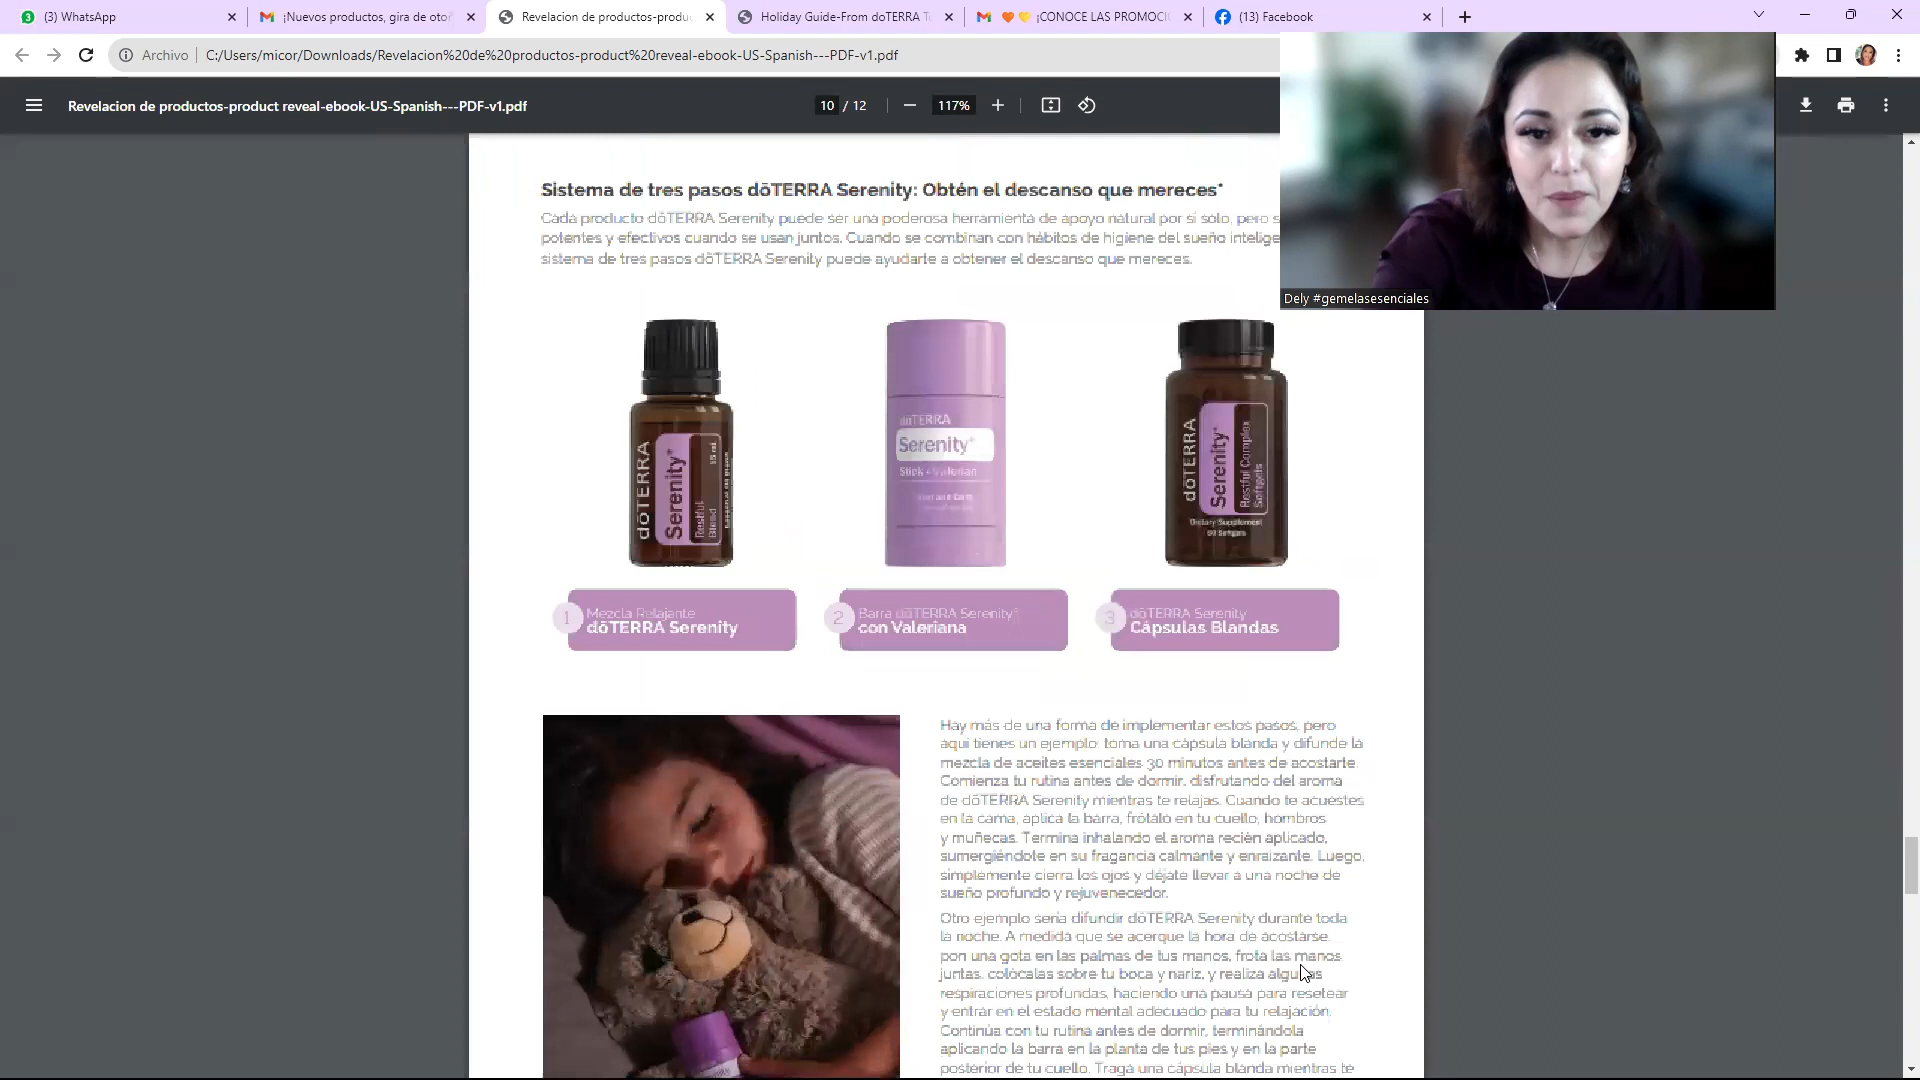 (3) WhatsApp
¡Nuevos productos, gira de otoñ
Revelacion de productos-produc
Holiday Guide-From doTERRA T
¡CONOCE LAS PROMOCI
(13) Facebook
Archivo
C:/Users/micor/Downloads/Revelacion%20de%20productos-product%20reveal-ebook-US-Spanish---PDF-v1.pdf
Revelacion de productos-product reveal-ebook-US-Spanish---PDF-v1.pdf
10 / 12
117%
Dely #gemelasesenciales
Sistema de tres pasos dōTERRA Serenity: Obtén el descanso que mereces*
Cada producto dōTERRA Serenity puede ser una poderosa herramienta de apoyo natural por sí solo, pero s
potentes y efectivos cuando se usan juntos. Cuando se combinan con hábitos de higiene del sueño intelige
sistema de tres pasos dōTERRA Serenity puede ayudarte a obtener el descanso que mereces.
dōTERRA
Serenity
Restful
Blend
15 ml
dōTERRA
Serenity
Stick + Valerian
dōTERRA
Serenity
Restful Complex
Softgels
Dietary Supplement
60 Softgels
1 Mezcla Relajante
dōTERRA Serenity
2 Barra dōTERRA Serenity
con Valeriana
3 dōTERRA Serenity
Cápsulas Blandas
Hay más de una forma de implementar estos pasos, pero
aquí tienes un ejemplo: toma una cápsula blanda y difunde la
mezcla de aceites esenciales 30 minutos antes de acostarte.
Comienza tu rutina antes de dormir, disfrutando del aroma
de dōTERRA Serenity mientras te relajas. Cuando te acuestes
en la cama, aplica la barra, frótalo en tu cuello, hombros
y muñecas. Termina inhalando el aroma recién aplicado,
sumergiéndote en su fragancia calmante y enraizante. Luego,
simplemente cierra los ojos y déjate llevar a una noche de
sueño profundo y rejuvenecedor.
Otro ejemplo sería difundir dōTERRA Serenity durante toda
la noche. A medida que se acerque la hora de acostarse,
pon una gota en las palmas de tus manos, frota las manos
juntas, colócalas sobre tu boca y nariz, y realiza algunas
respiraciones profundas, haciendo una pausa para resetear
y entrar en el estado mental adecuado para tu relajación.
Continúa con tu rutina antes de dormir, terminándola
aplicando la barra en la planta de tus pies y en la parte
posterior de tu cuello. Traga una cápsula blanda mientras te